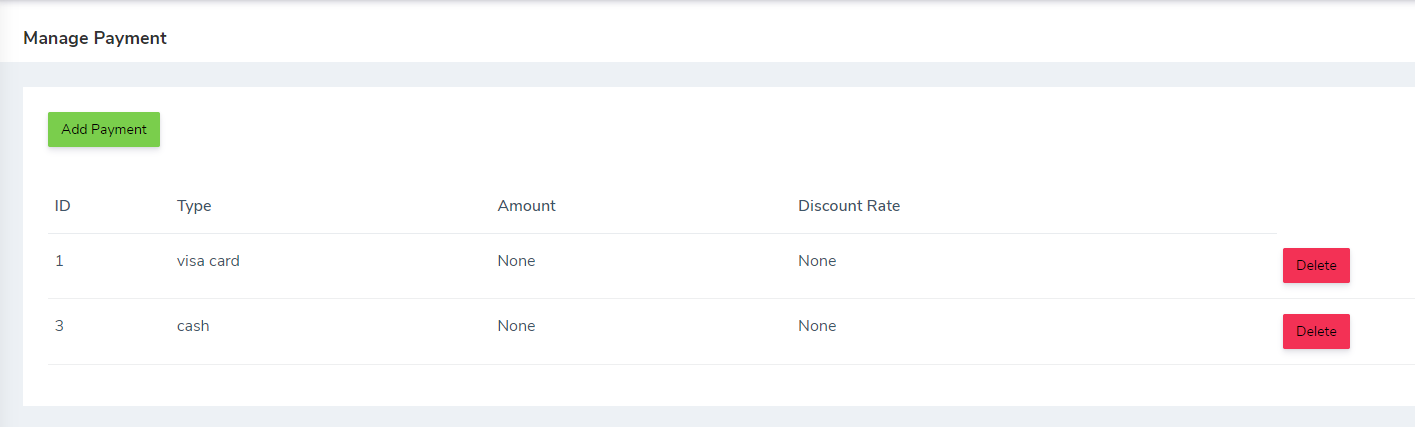 Manage Payment
Add Payment
ID Type Amount Discount Rate
1 visa card None None Delete
3 cash None None Delete